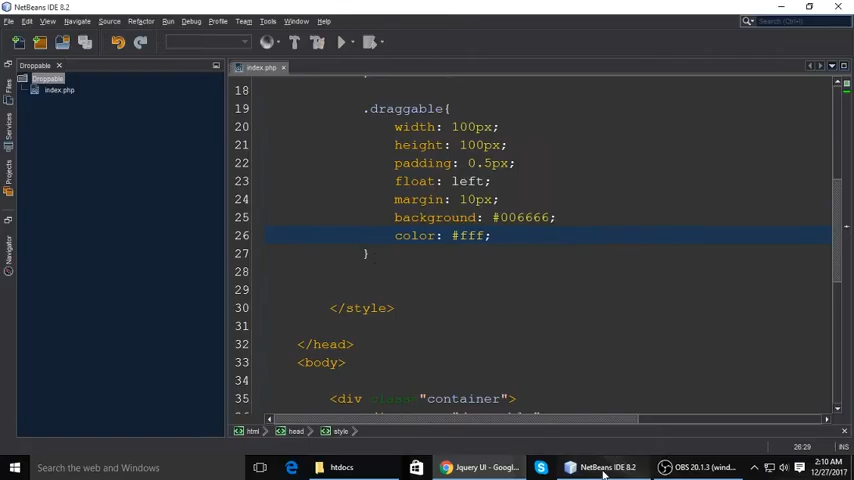 NetBeans IDE 8.2
File Edit View Navigate Source Refactor Run Debug Profile Team Tools Window Help
Search (Ctrl+I)
Droppable
index.php
Droppable
index.php
Files
Services
Projects
Navigator
18
19 .draggable{
20 width: 100px;
21 height: 100px;
22 padding: 0.5px;
23 float: left;
24 margin: 10px;
25 background: #006666;
26 color: #fff;
27 }
28
29
30 </style>
31
32 </head>
33 <body>
34
35 <div class="container">
html head style
26:29 INS
Search the web and Windows
htdocs
Jquery UI - Googl...
NetBeans IDE 8.2
OBS 20.1.3 (wind...
2:10 AM
12/27/2017